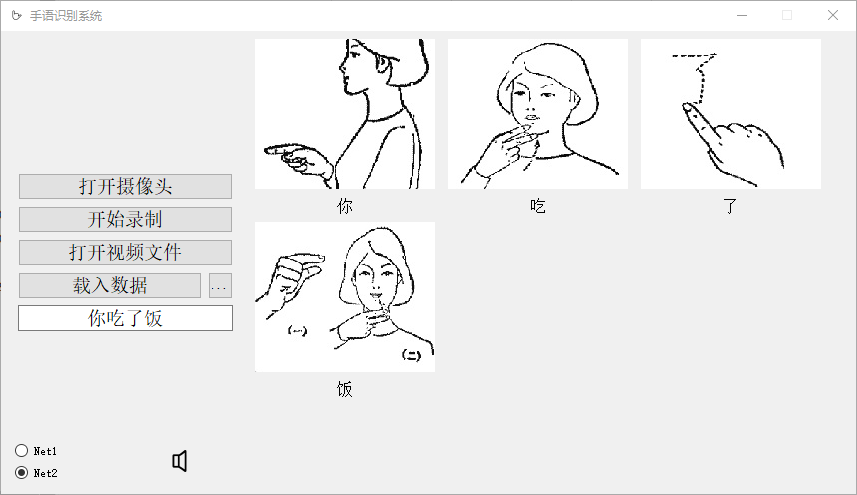 手语识别系统
打开摄像头
开始录制
打开视频文件
载入数据 ...
你吃了饭
你 吃 了
(一) (二)
饭
Net1
Net2